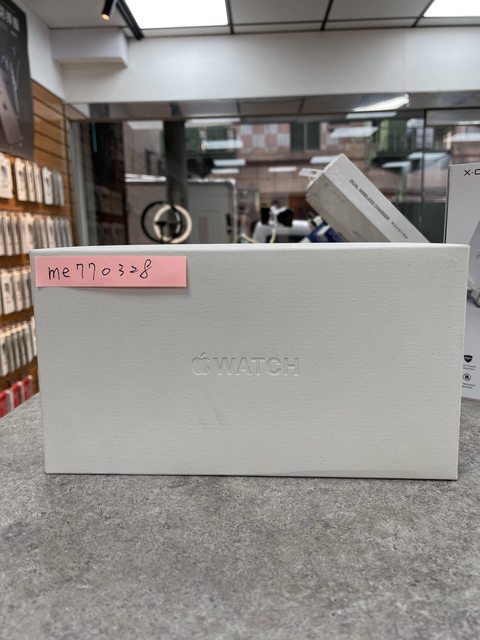 me770328
WATCH
DUAL WIRELESS CHARGER